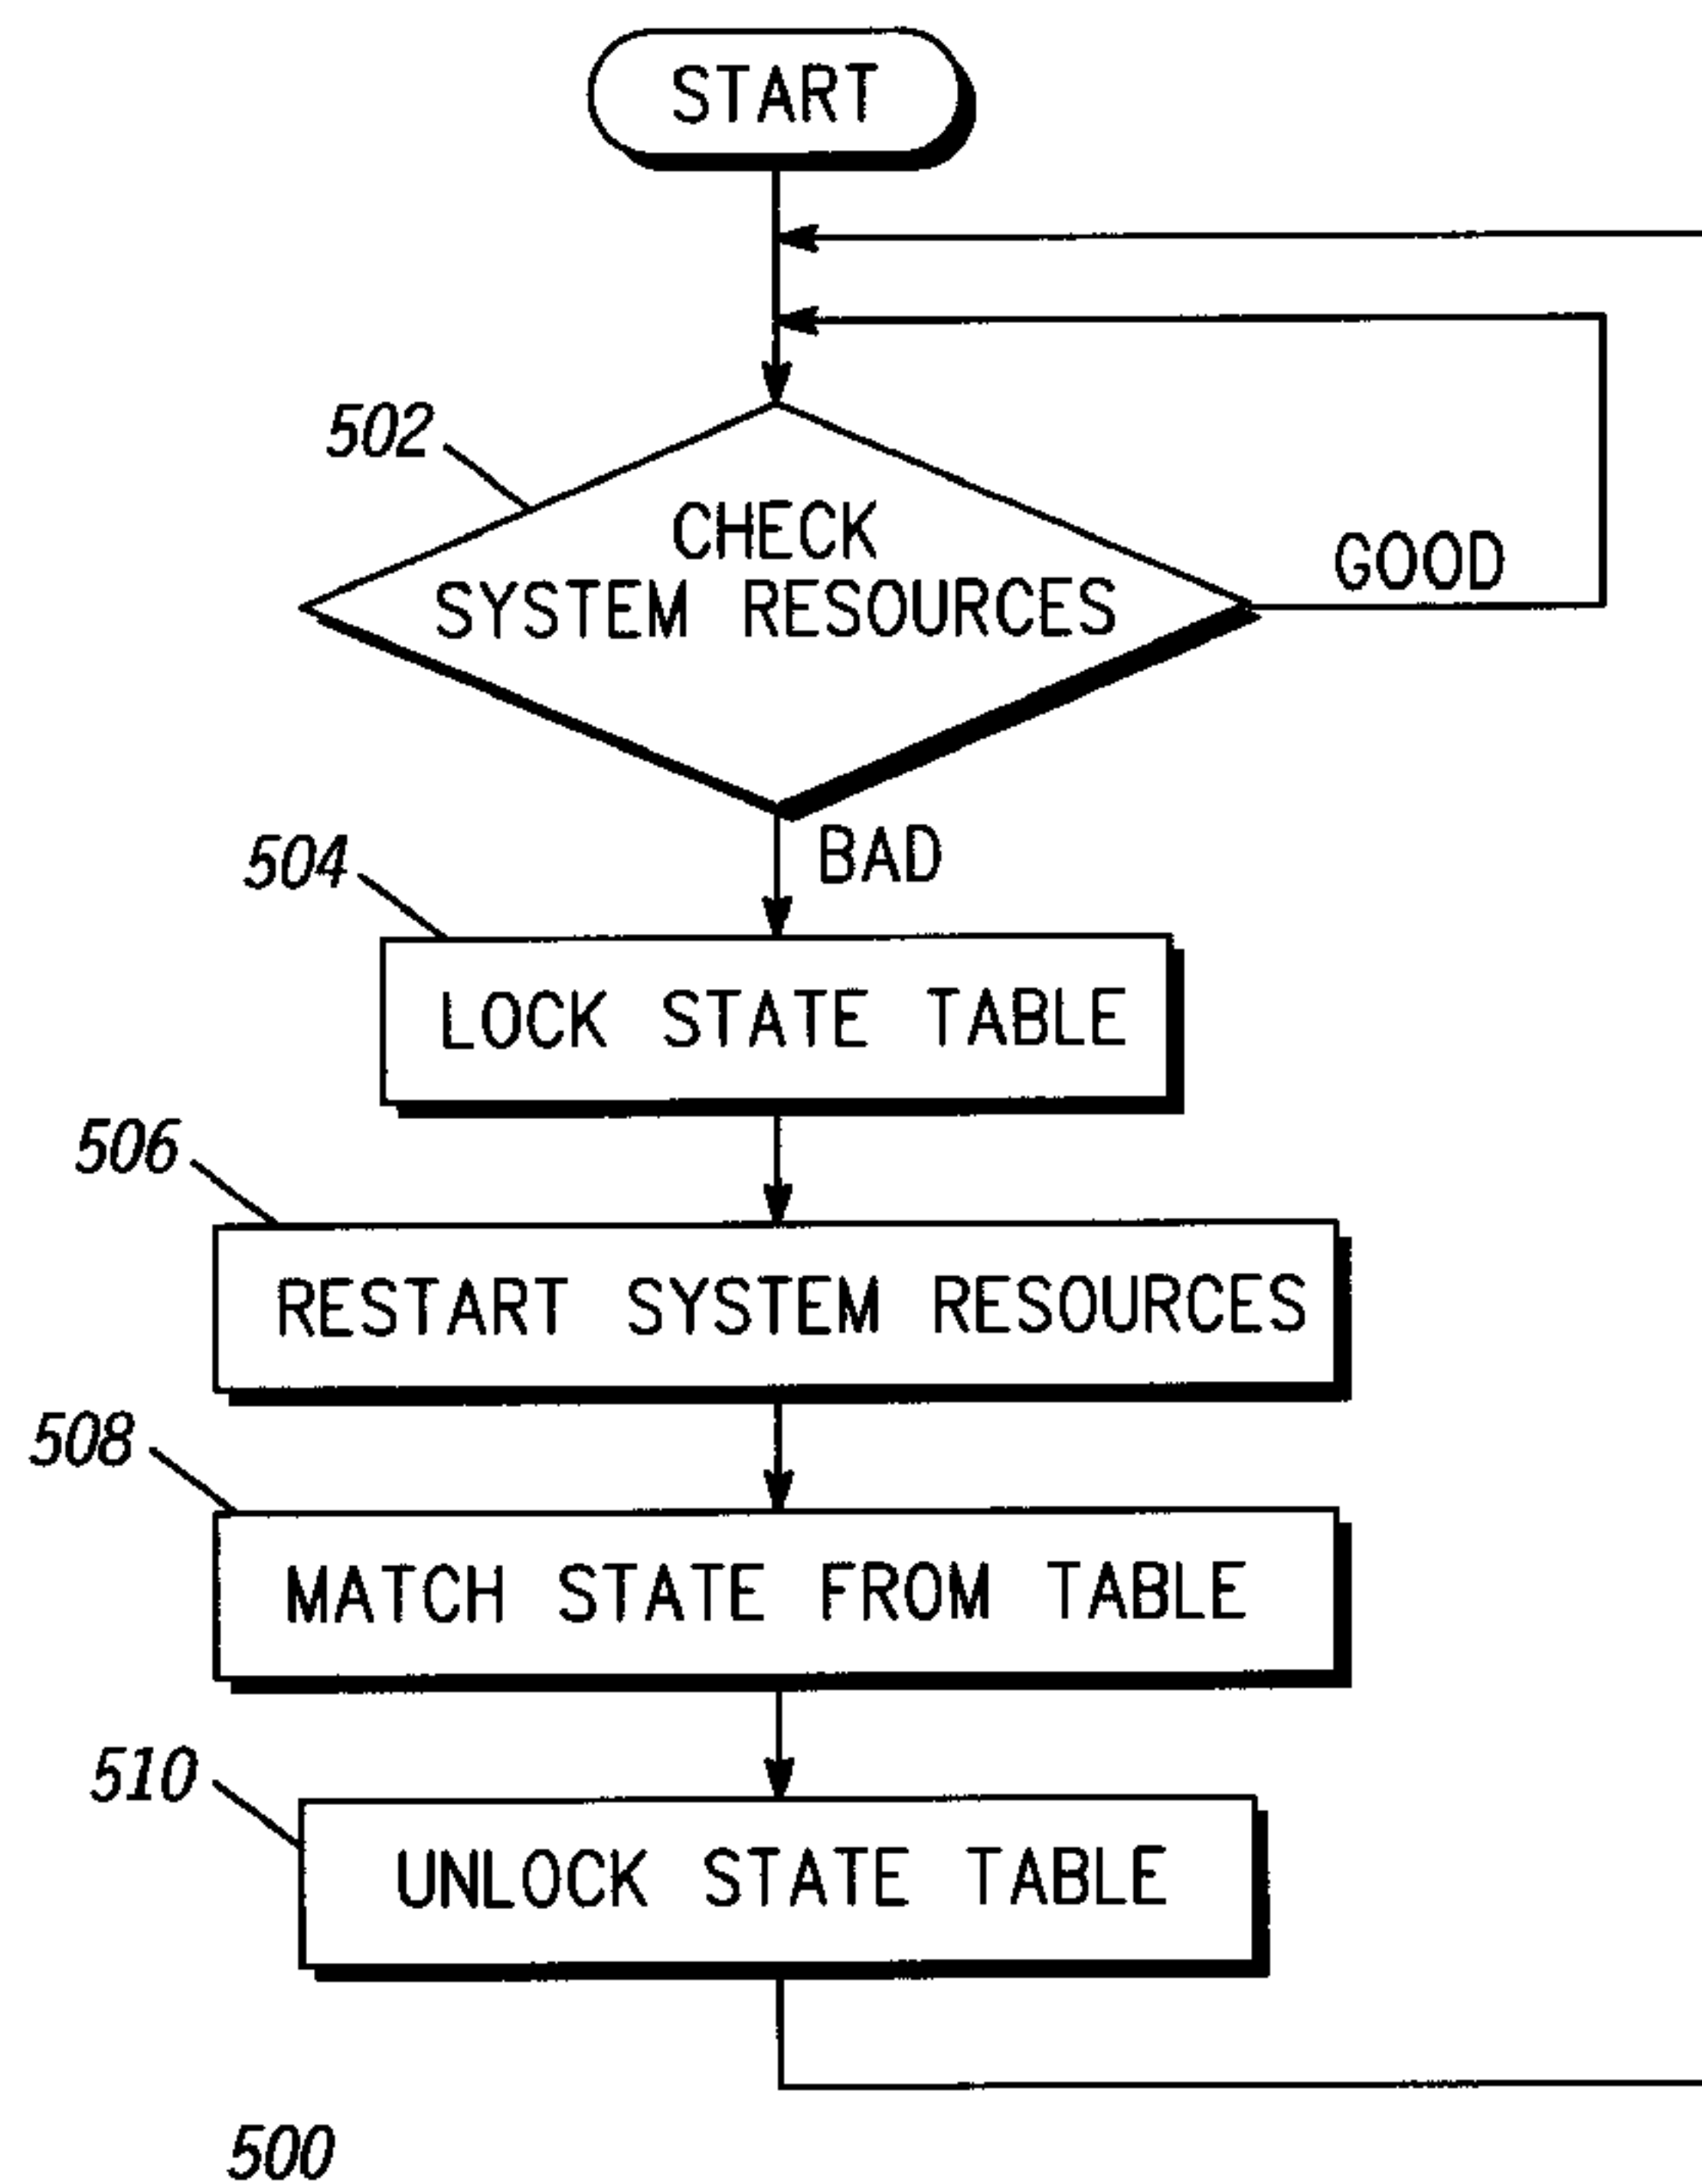 START
502
CHECK
SYSTEM RESOURCES
GOOD
BAD
504
LOCK STATE TABLE
506
RESTART SYSTEM RESOURCES
508
MATCH STATE FROM TABLE
510
UNLOCK STATE TABLE
500